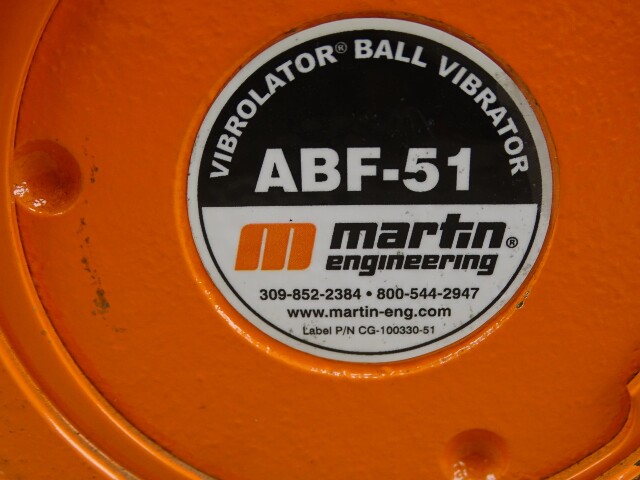 VIBROLATOR® BALL VIBRATOR
ABF-51
m martin®
engineering
309-852-2384 • 800-544-2947
www.martin-eng.com
Label P/N CG-100330-51